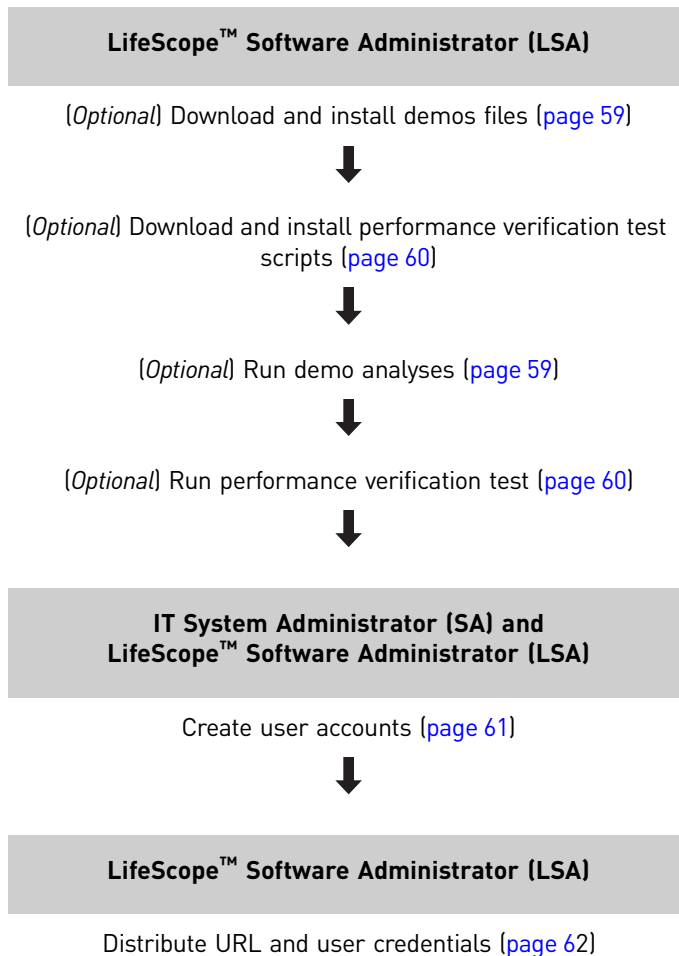 LifeScope™ Software Administrator (LSA)
(Optional) Download and install demos files (page 59)
(Optional) Download and install performance verification test
scripts (page 60)
(Optional) Run demo analyses (page 59)
(Optional) Run performance verification test (page 60)
IT System Administrator (SA) and
LifeScope™ Software Administrator (LSA)
Create user accounts (page 61)
LifeScope™ Software Administrator (LSA)
Distribute URL and user credentials (page 62)